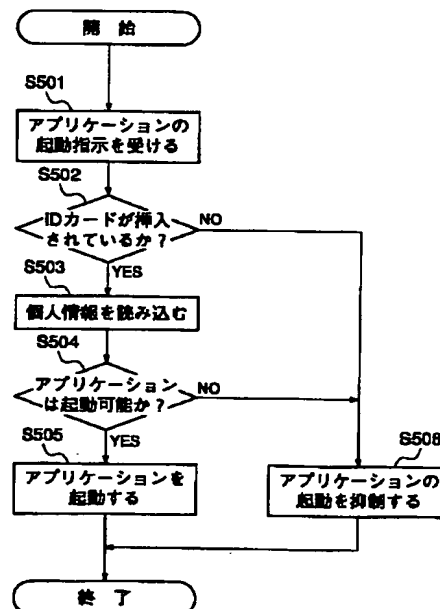 開 始
S501
アプリケーションの
起動指示を受ける
S502
IDカードが挿入
されているか?
NO
YES
S503
個人情報を読み込む
S504
アプリケーション
は起動可能か?
NO
YES
S505
アプリケーションを
起動する
S508
アプリケーションの
起動を抑制する
終 了